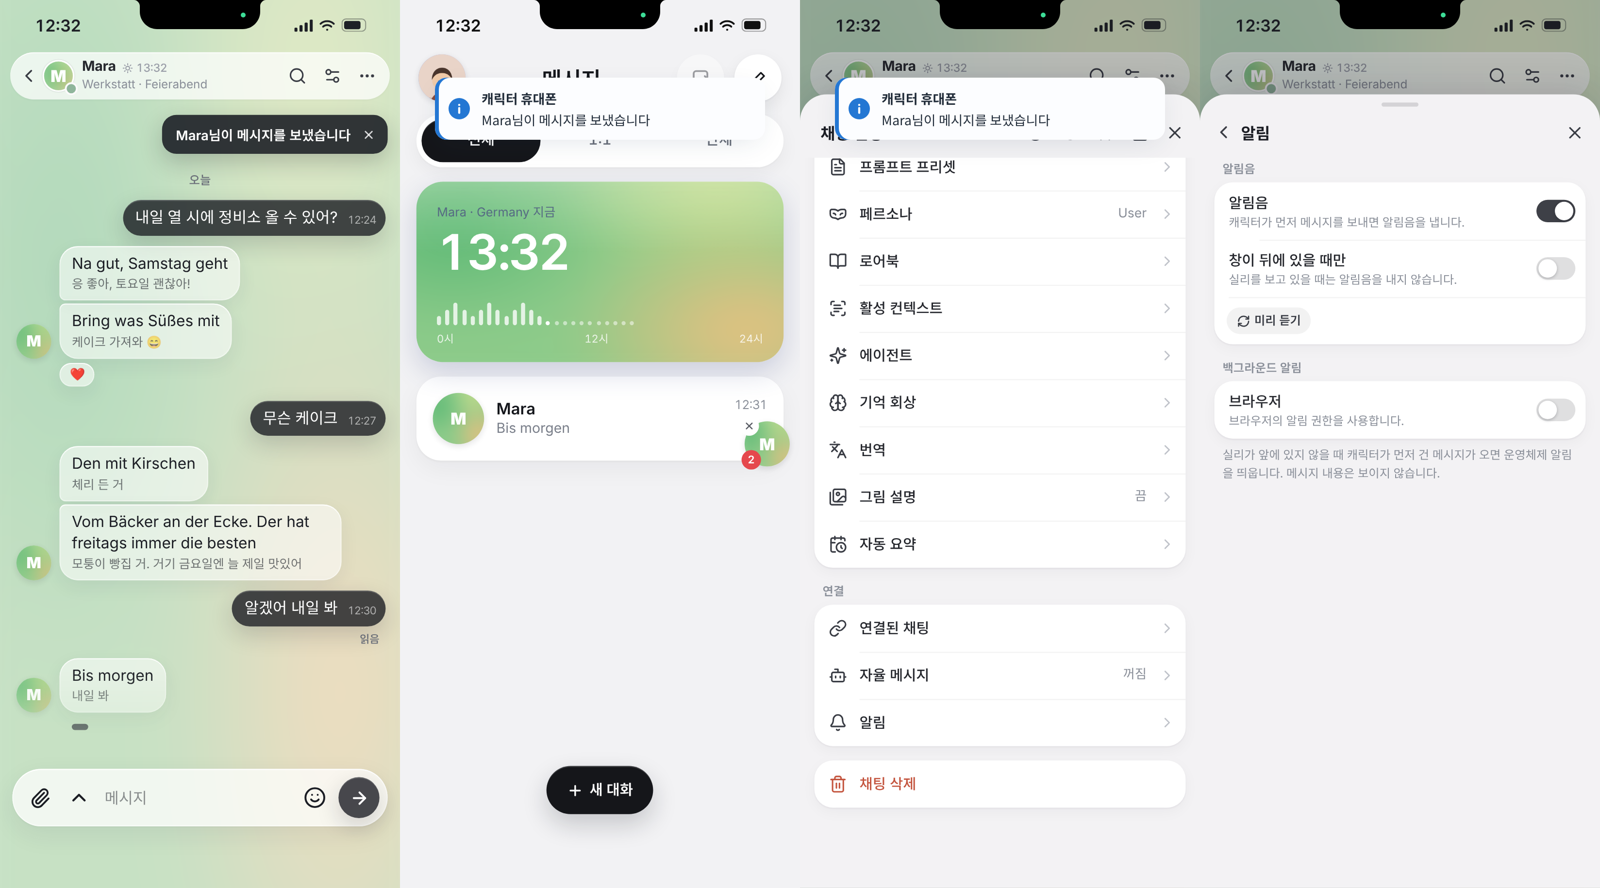 12:32
Mara 13:32
Werkstatt · Feierabend
Mara님이 메시지를 보냈습니다
오늘
내일 열 시에 정비소 올 수 있어? 12:24
Na gut, Samstag geht
응 좋아, 토요일 괜찮아!
Bring was Süßes mit
케이크 가져와 😄
M
❤️
무슨 케이크 12:27
Den mit Kirschen
체리 든 거
Vom Bäcker an der Ecke. Der hat
freitags immer die besten
모퉁이 빵집 거. 거기 금요일엔 늘 제일 맛있어
M
알겠어 내일 봐 12:30
읽음
Bis morgen
내일 봐
M
메시지
12:32
메시지
캐릭터 휴대폰
Mara님이 메시지를 보냈습니다
1:1
Mara · Germany 지금
13:32
0시 12시 24시
M
Mara 12:31
Bis morgen
M
2
+ 새 대화
12:32
Mara 13:32
캐릭터 휴대폰
Mara님이 메시지를 보냈습니다
프롬프트 프리셋
페르소나 User
로어북
활성 컨텍스트
에이전트
기억 회상
번역
그림 설명 끔
자동 요약
연결
연결된 채팅
자율 메시지 꺼짐
알림
채팅 삭제
12:32
Mara 13:32
Werkstatt · Feierabend
알림
알림음
알림음
캐릭터가 먼저 메시지를 보내면 알림음을 냅니다.
창이 뒤에 있을 때만
실리를 보고 있을 때는 알림음을 내지 않습니다.
미리 듣기
백그라운드 알림
브라우저
브라우저의 알림 권한을 사용합니다.
실리가 앞에 있지 않을 때 캐릭터가 먼저 건 메시지가 오면 운영체제 알림
을 띄웁니다. 메시지 내용은 보이지 않습니다.